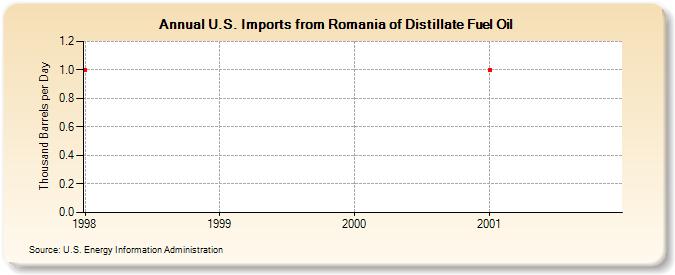 Annual U.S. Imports from Romania of Distillate Fuel Oil
Thousand Barrels per Day
1.2
1.0
0.8
0.6
0.4
0.2
0.0
1998 1999 2000 2001
Source: U.S. Energy Information Administration